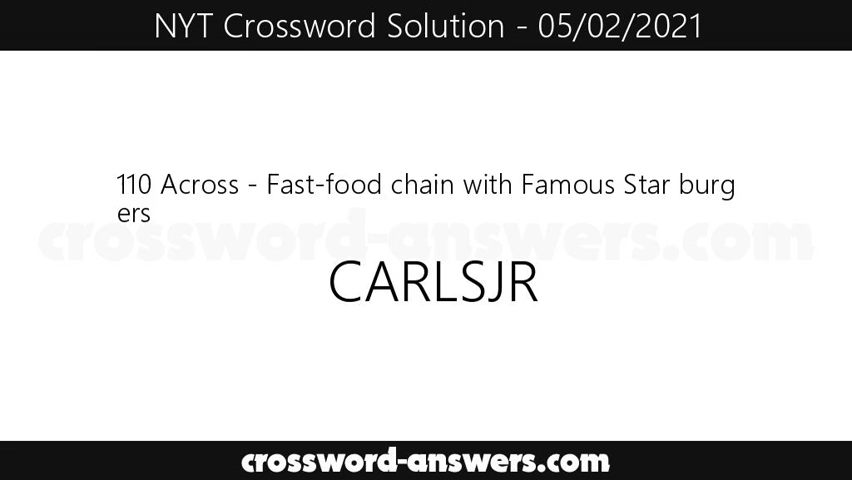 NYT Crossword Solution - 05/02/2021
110 Across - Fast-food chain with Famous Star burg
ers
crossword-answers.com
CARLSJR
crossword-answers.com